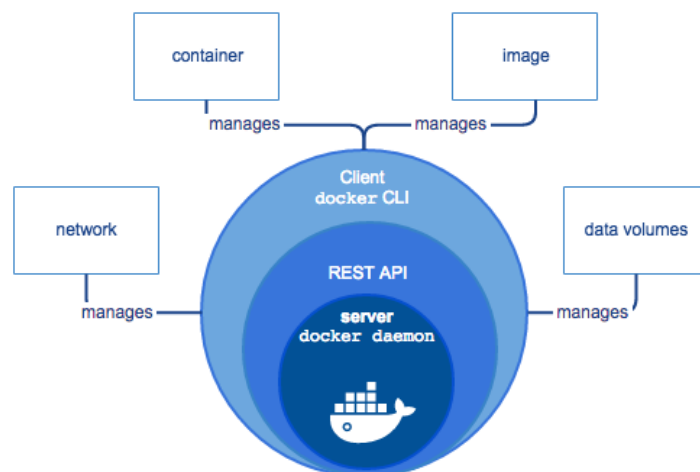 container
image
manages
manages
Client
docker CLI
network
data volumes
REST API
manages
server
manages
docker daemon